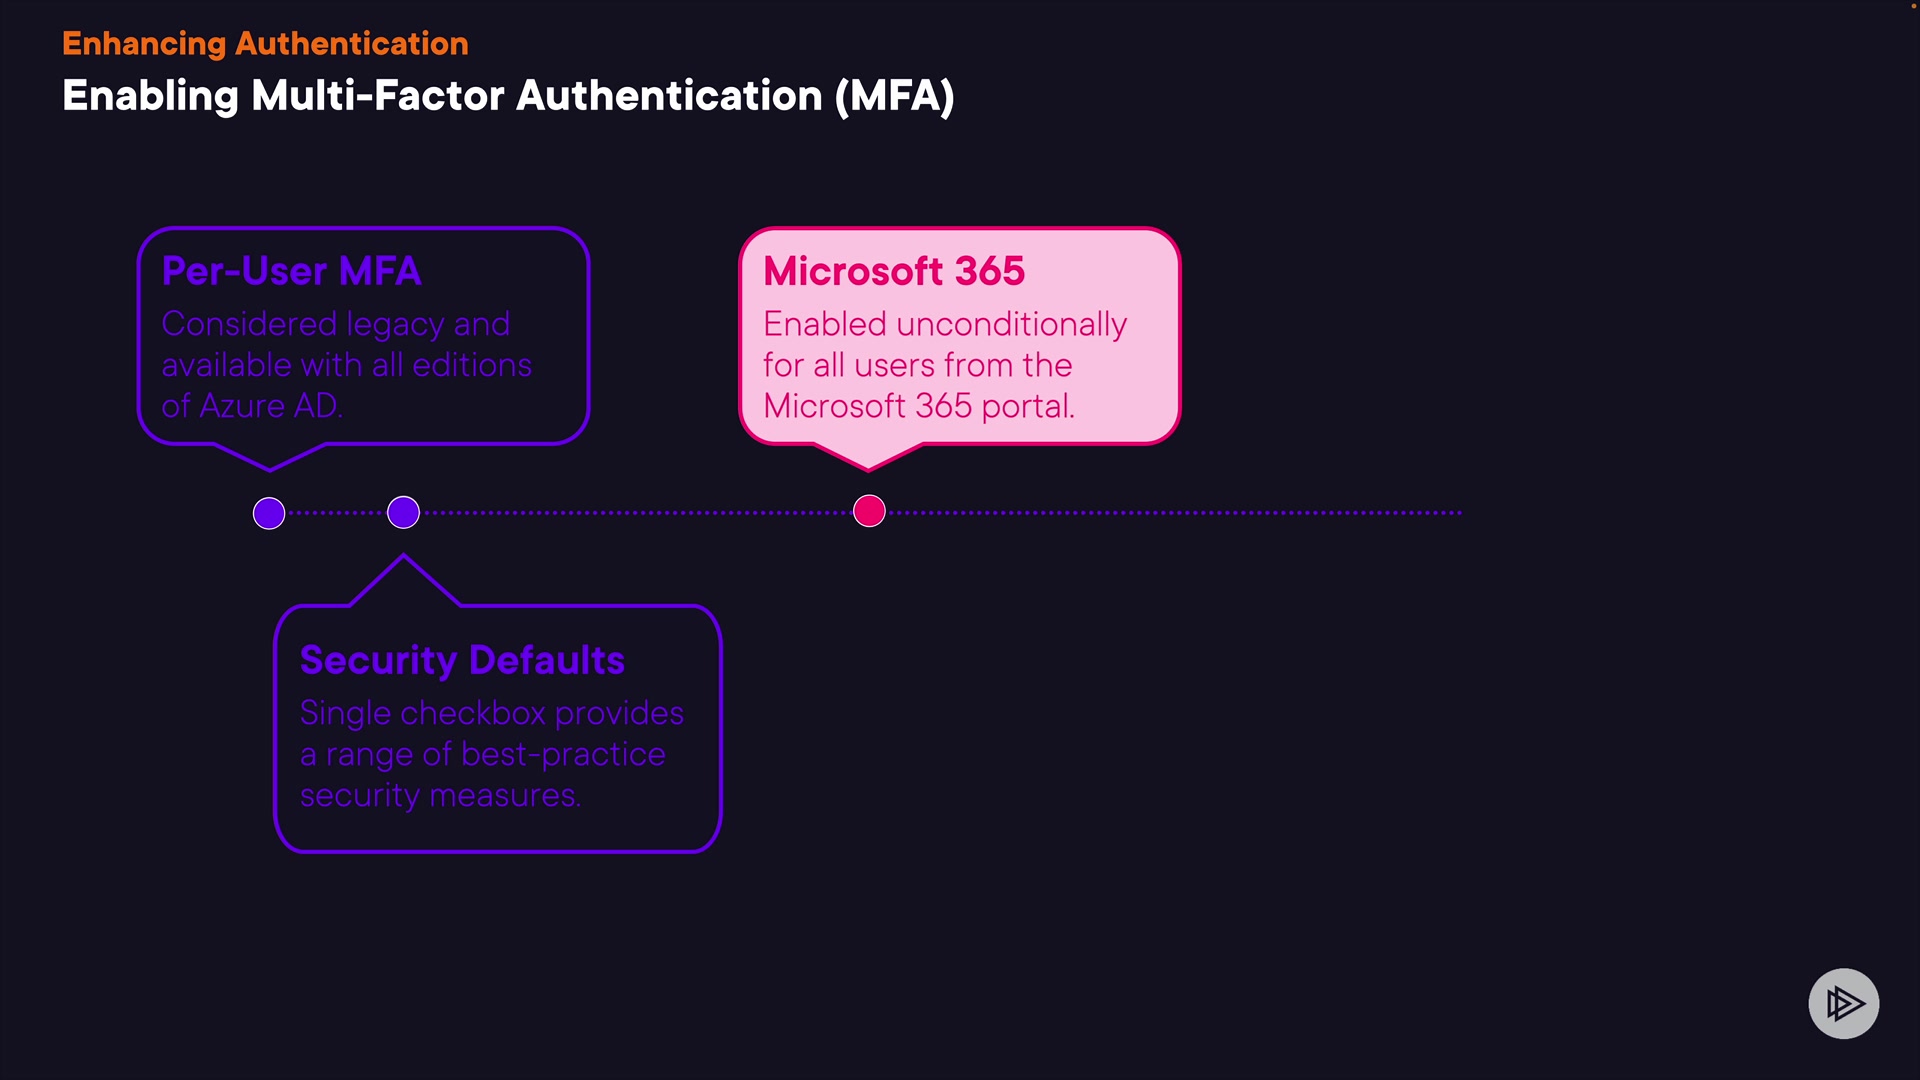 Enhancing Authentication
Enabling Multi-Factor Authentication (MFA)
Per-User MFA
Considered legacy and
available with all editions
of Azure AD.
Microsoft 365
Enabled unconditionally
for all users from the
Microsoft 365 portal.
Security Defaults
Single checkbox provides
a range of best-practice
security measures.